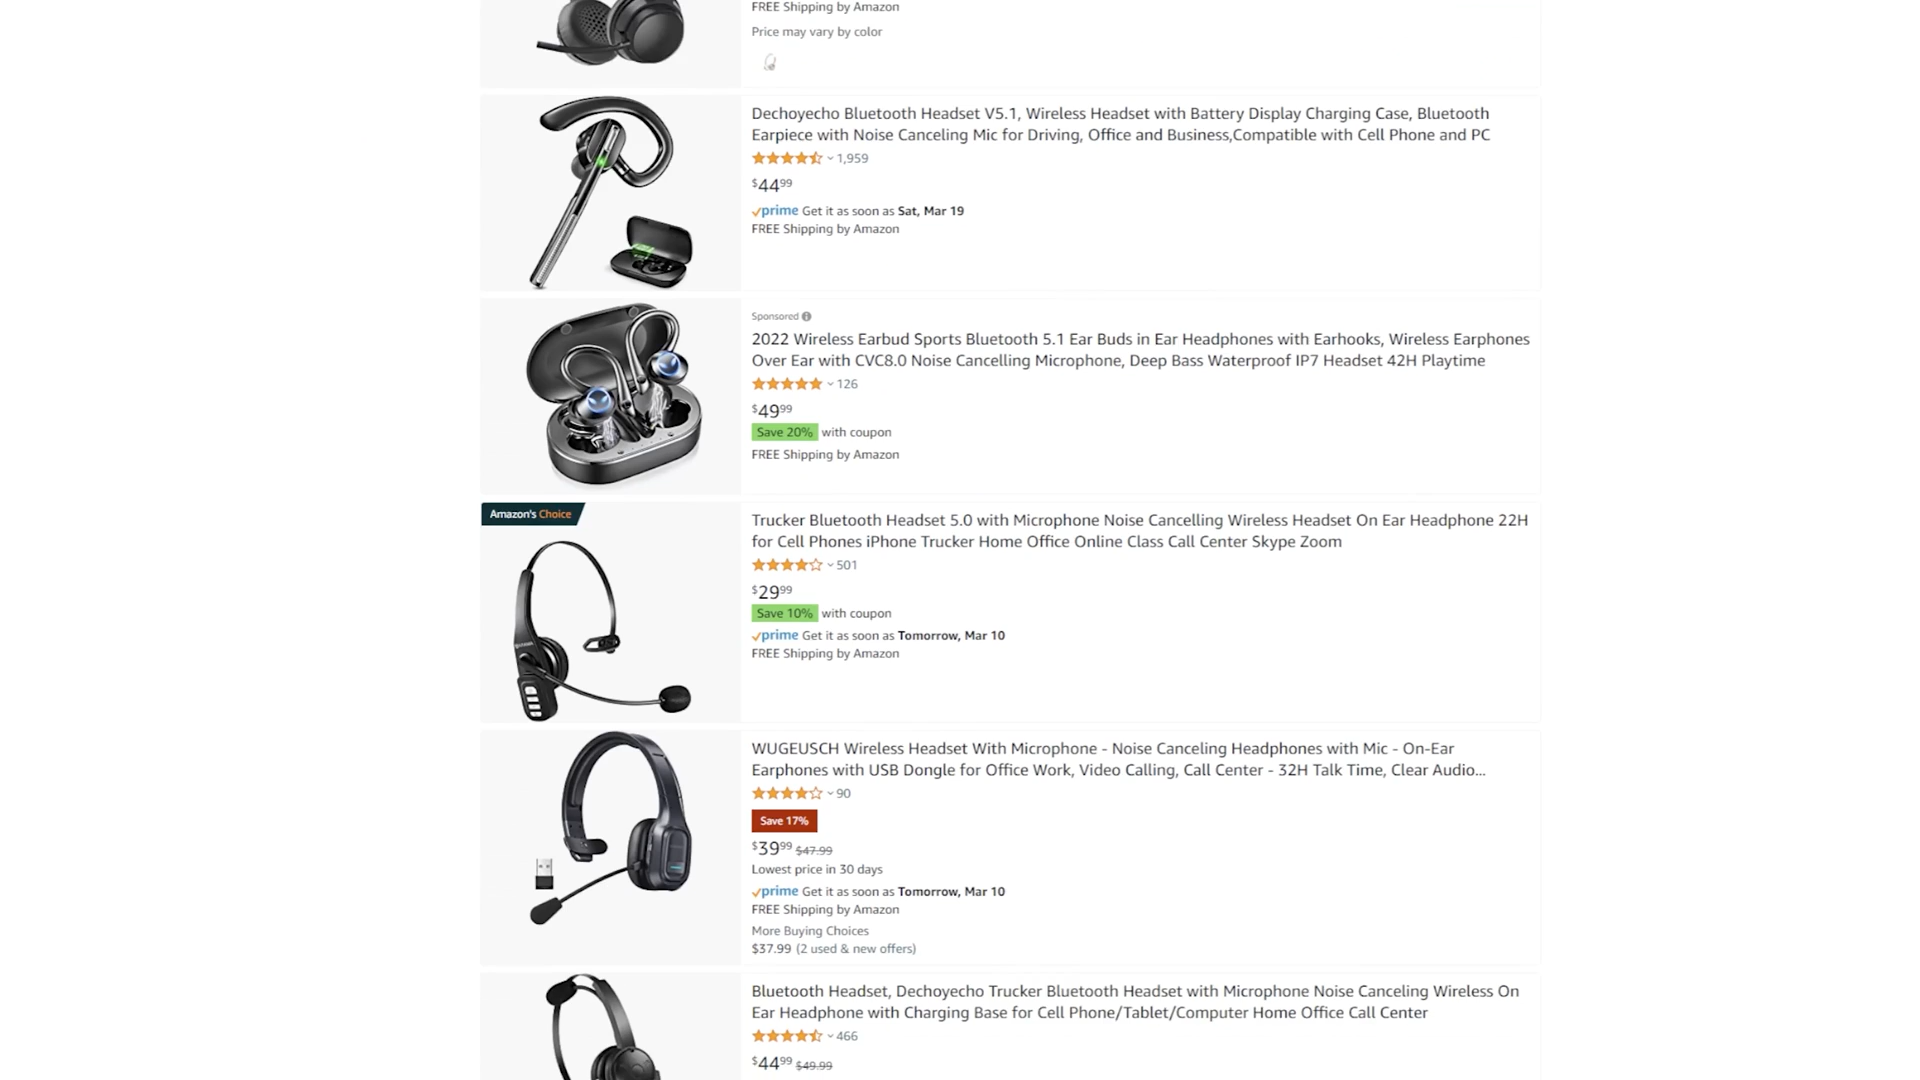 FREE Shipping by Amazon
Price may vary by color
Dechoyecho Bluetooth Headset V5.1, Wireless Headset with Battery Display Charging Case, Bluetooth
Earpiece with Noise Canceling Mic for Driving, Office and Business,Compatible with Cell Phone and PC
1,959
$44.99
prime Get it as soon as Sat, Mar 19
FREE Shipping by Amazon
Sponsored
2022 Wireless Earbud Sports Bluetooth 5.1 Ear Buds in Ear Headphones with Earhooks, Wireless Earphones
Over Ear with CVC8.0 Noise Cancelling Microphone, Deep Bass Waterproof IP7 Headset 42H Playtime
126
$49.99
Save 20% with coupon
FREE Shipping by Amazon
Amazon's Choice
Trucker Bluetooth Headset 5.0 with Microphone Noise Cancelling Wireless Headset On Ear Headphone 22H
for Cell Phones iPhone Trucker Home Office Online Class Call Center Skype Zoom
501
$29.99
Save 10% with coupon
prime Get it as soon as Tomorrow, Mar 10
FREE Shipping by Amazon
WUGEUSCH Wireless Headset With Microphone - Noise Canceling Headphones with Mic - On-Ear
Earphones with USB Dongle for Office Work, Video Calling, Call Center - 32H Talk Time, Clear Audio...
90
Save 17%
$39.99 $47.99
Lowest price in 30 days
prime Get it as soon as Tomorrow, Mar 10
FREE Shipping by Amazon
More Buying Choices
$37.99 (2 used & new offers)
Bluetooth Headset, Dechoyecho Trucker Bluetooth Headset with Microphone Noise Canceling Wireless On
Ear Headphone with Charging Base for Cell Phone/Tablet/Computer Home Office Call Center
466
$44.99 $49.99